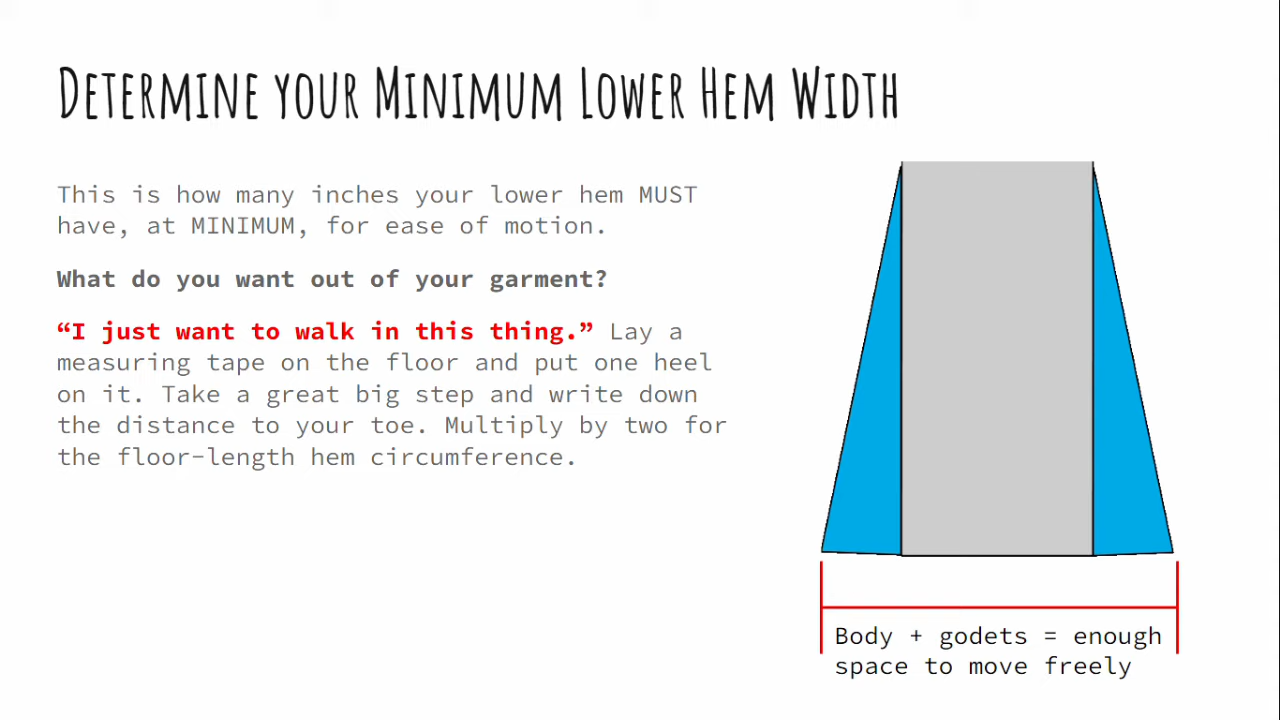 Determine your Minimum Lower Hem Width
This is how many inches your lower hem MUST
have, at MINIMUM, for ease of motion.
What do you want out of your garment?
“I just want to walk in this thing.” Lay a
measuring tape on the floor and put one heel
on it. Take a great big step and write down
the distance to your toe. Multiply by two for
the floor-length hem circumference.
Body + godets = enough
space to move freely